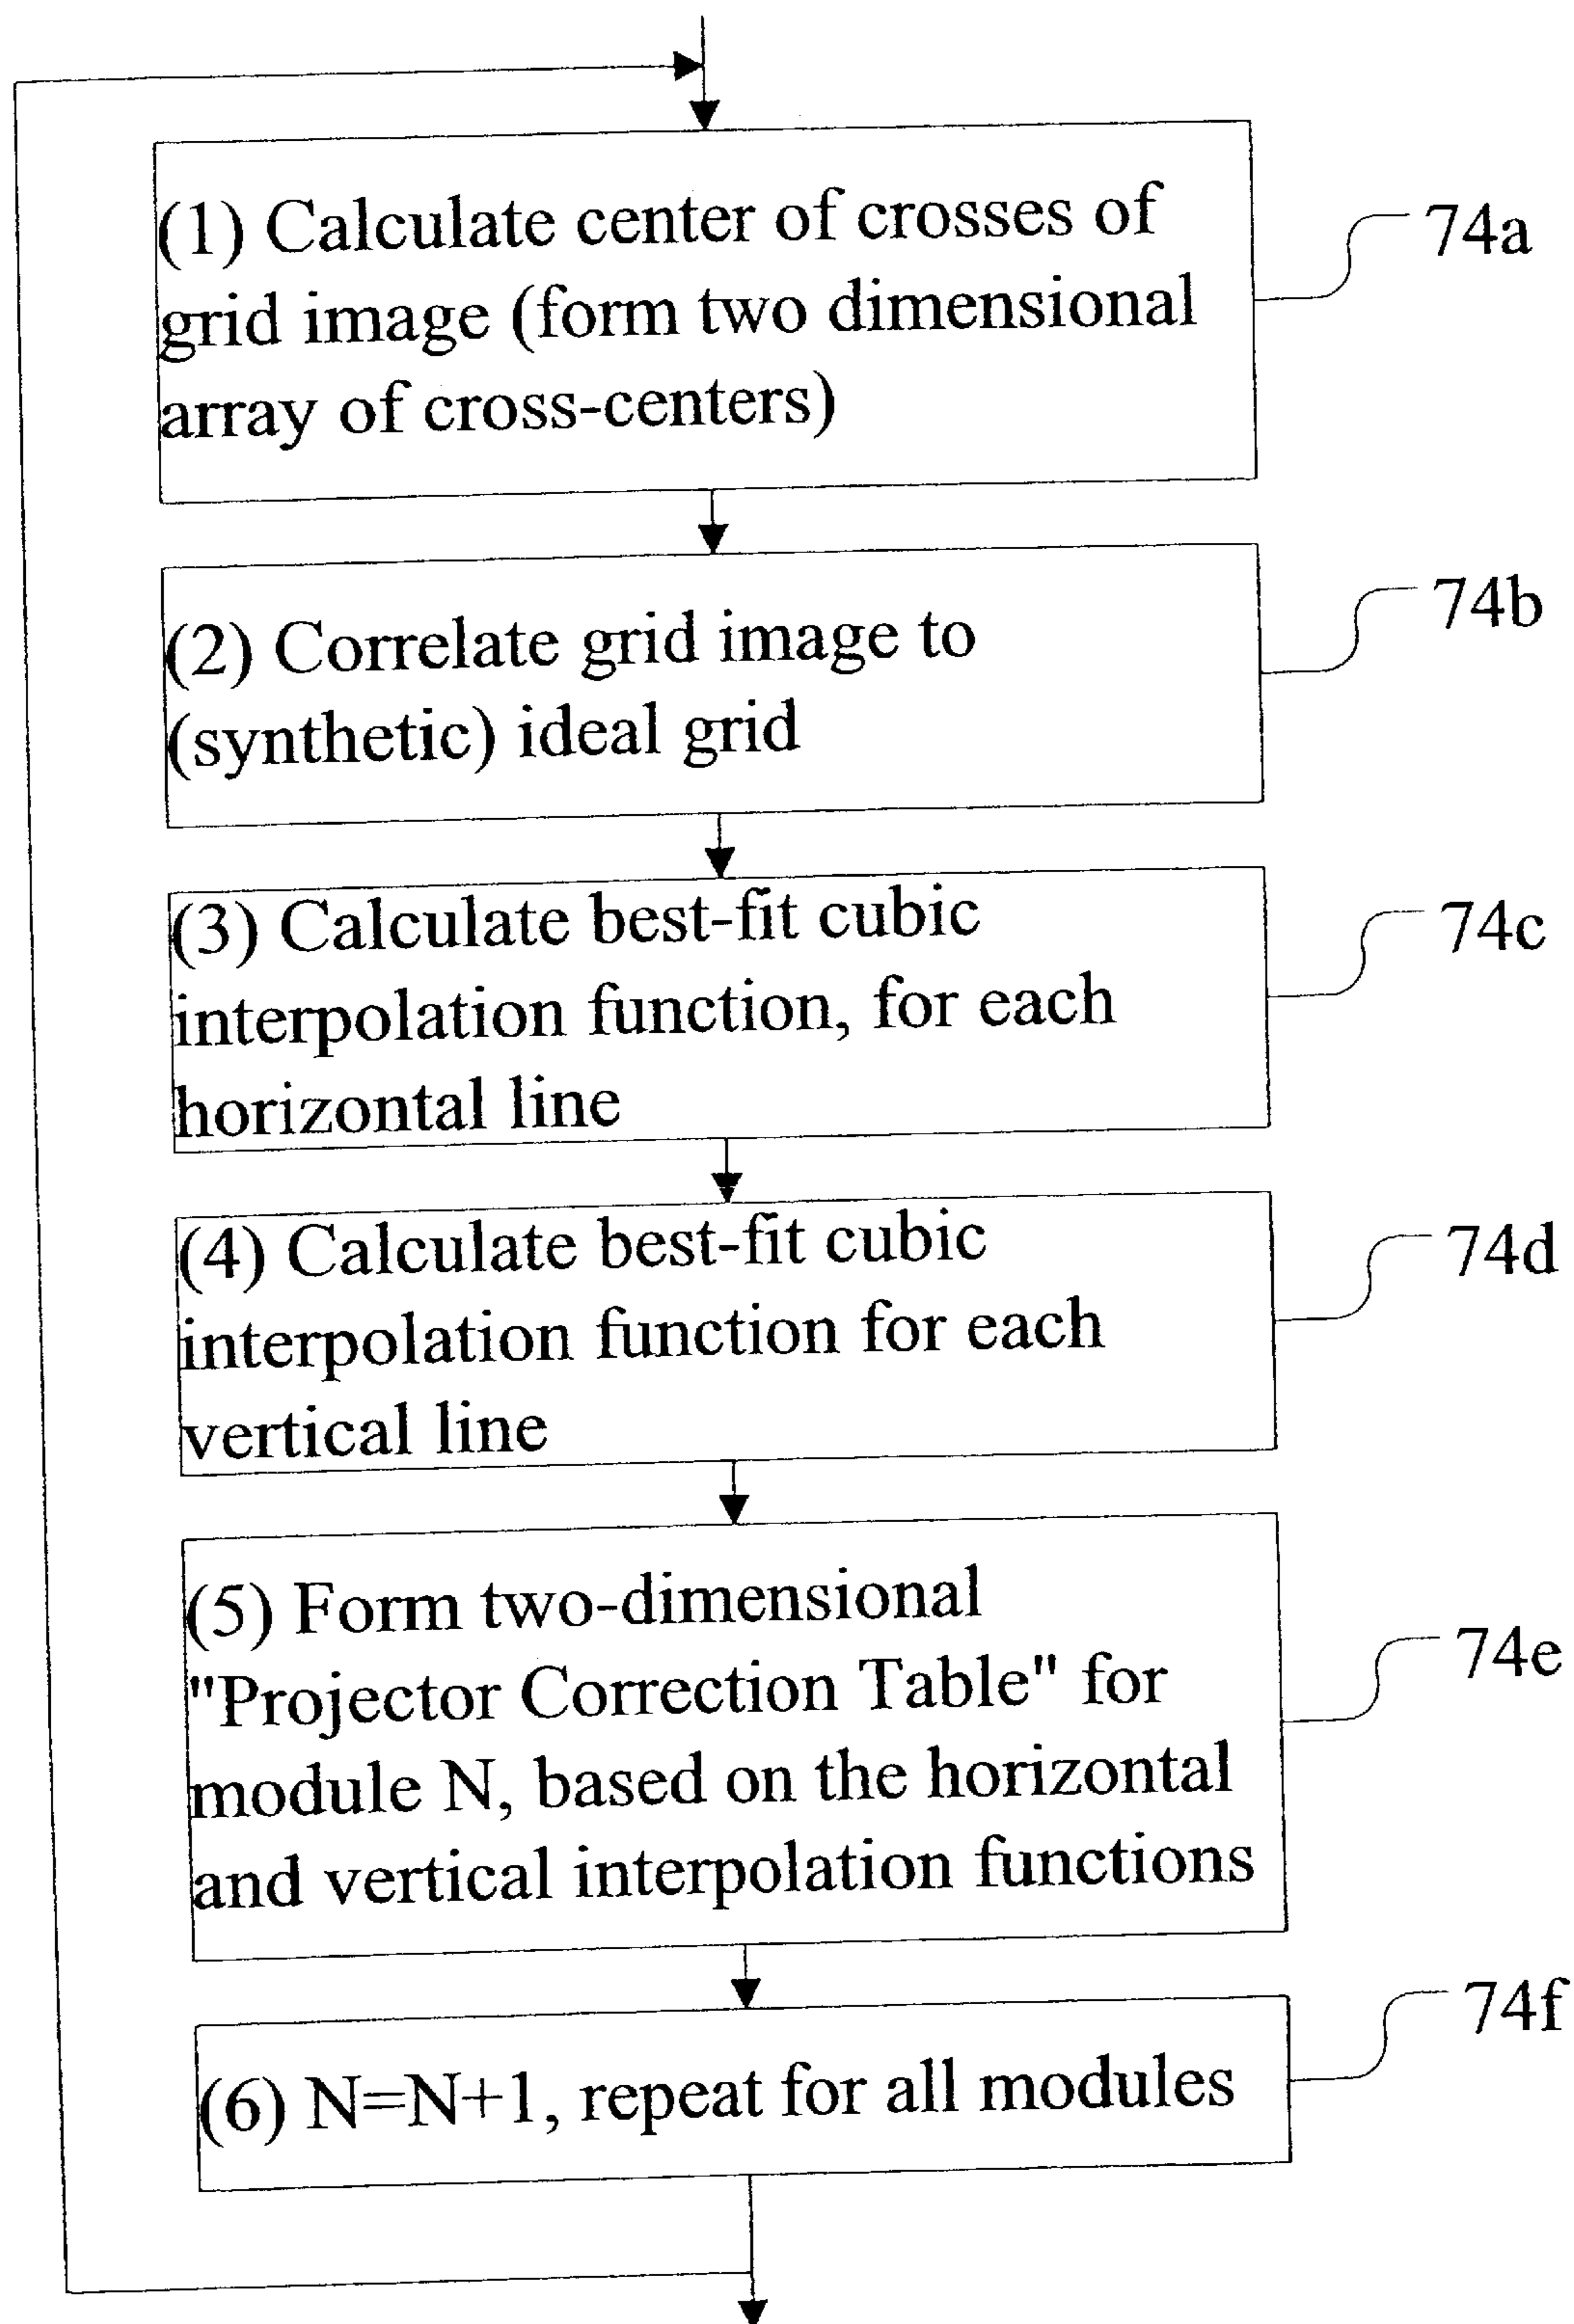 (1) Calculate center of crosses of
grid image (form two dimensional
array of cross-centers)
74a
(2) Correlate grid image to
(synthetic) ideal grid
74b
(3) Calculate best-fit cubic
interpolation function, for each
horizontal line
74c
(4) Calculate best-fit cubic
interpolation function for each
vertical line
74d
(5) Form two-dimensional
"Projector Correction Table" for
module N, based on the horizontal
and vertical interpolation functions
74e
(6) N=N+1, repeat for all modules
74f